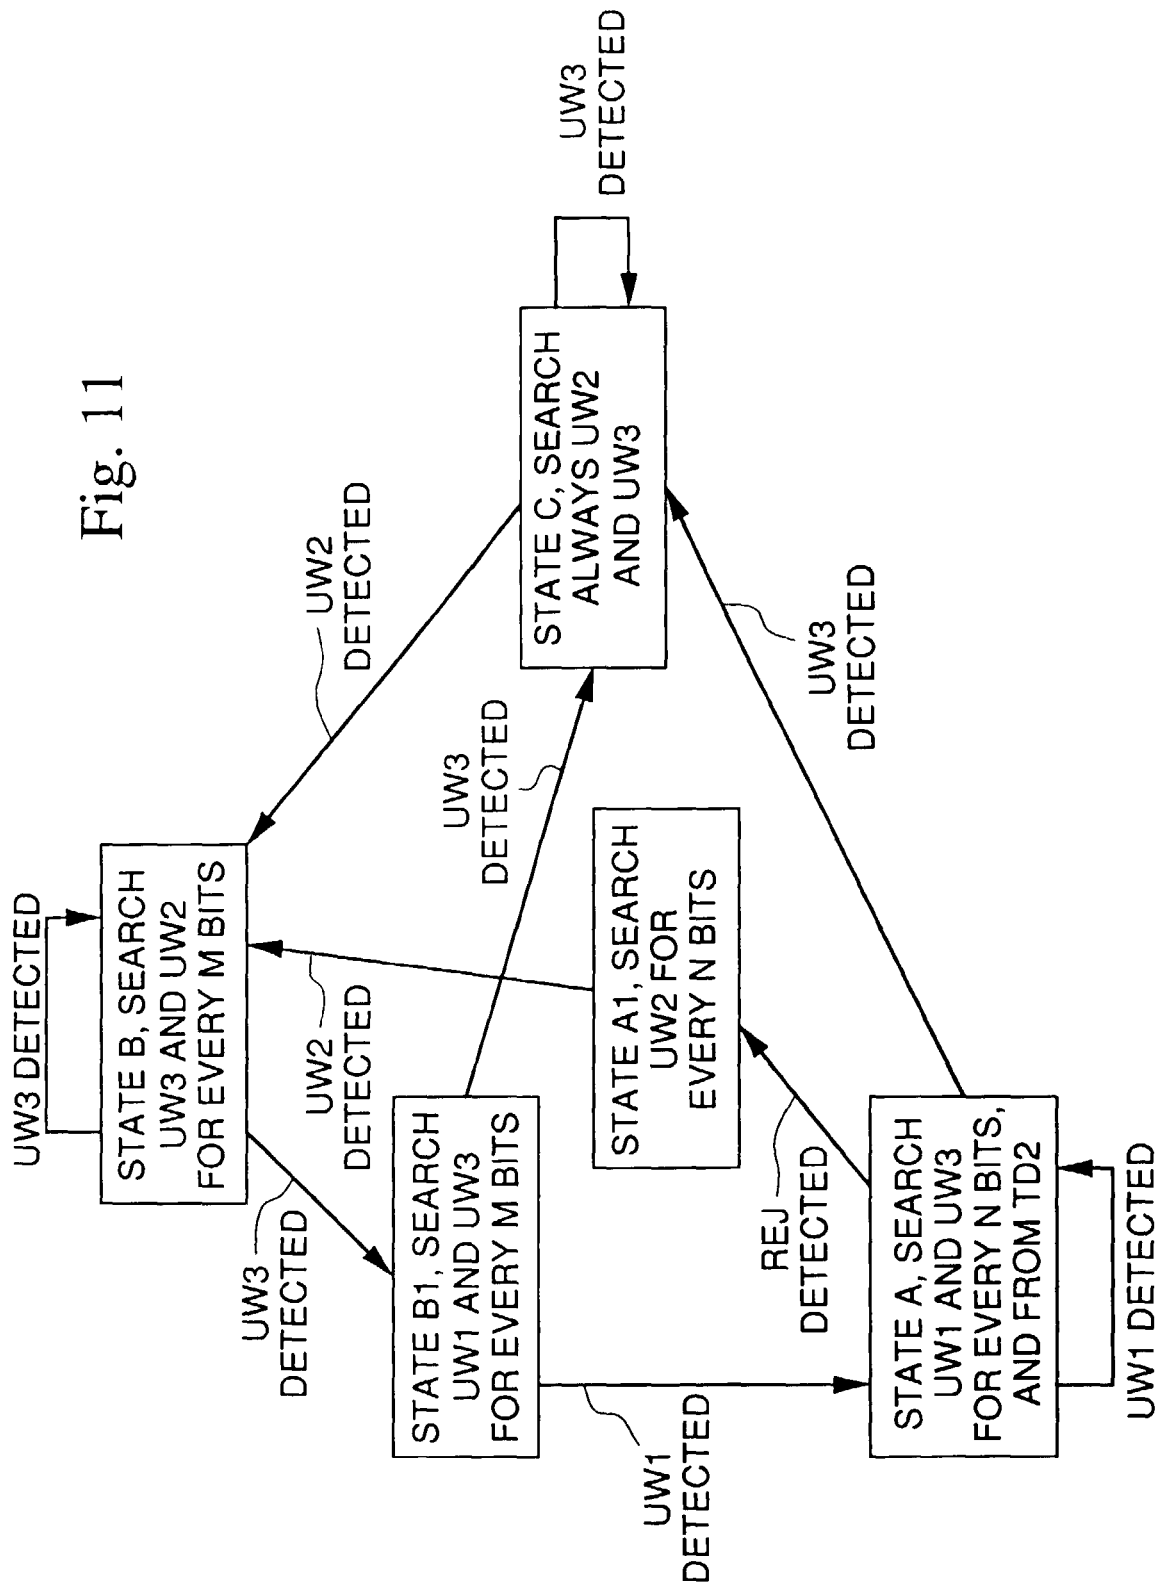 Fig. 11
UW3 DETECTED
STATE B, SEARCH
UW3 AND UW2
FOR EVERY M BITS
UW3
DETECTED
UW2
DETECTED
UW2
DETECTED
STATE B1, SEARCH
UW1 AND UW3
FOR EVERY M BITS
UW3
DETECTED
STATE C, SEARCH
ALWAYS UW2
AND UW3
UW3
DETECTED
STATE A1, SEARCH
UW2 FOR
EVERY N BITS
UW1
DETECTED
REJ
DETECTED
UW3
DETECTED
STATE A, SEARCH
UW1 AND UW3
FOR EVERY N BITS,
AND FROM TD2
UW1 DETECTED